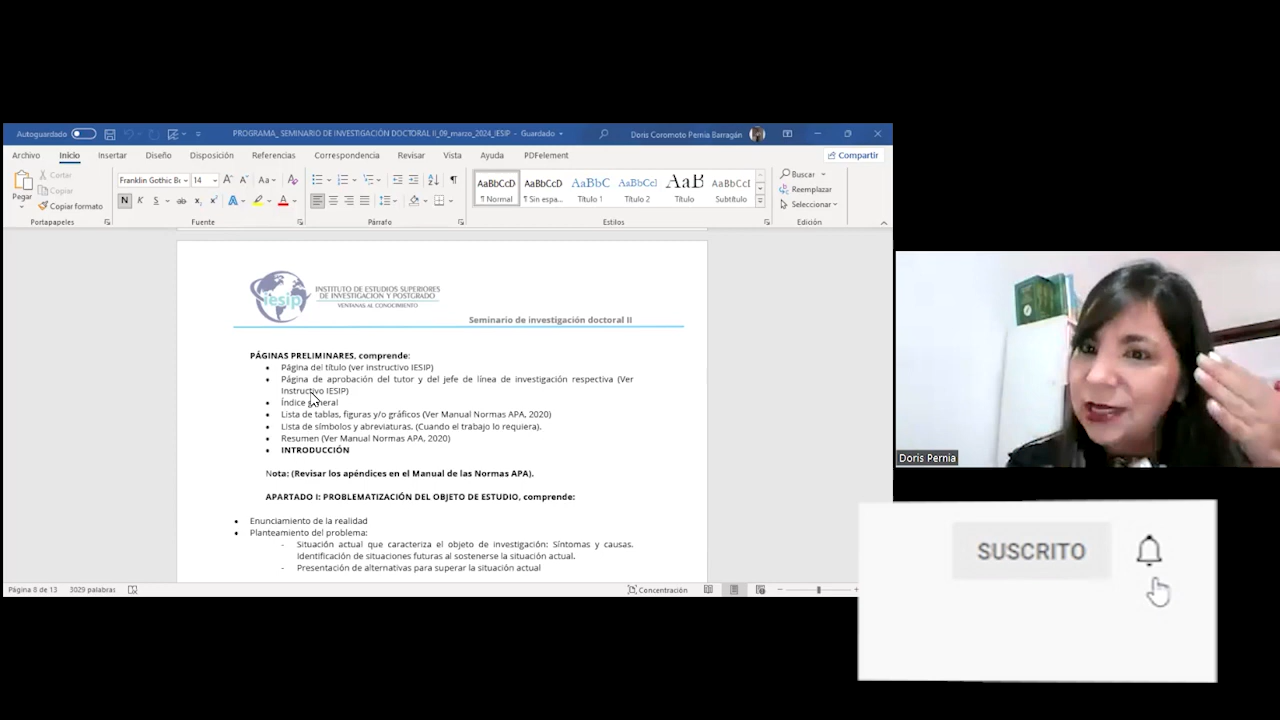 Autoguardado
PROGRAMA_ SEMINARIO DE INVESTIGACIÓN DOCTORAL II_09_marzo_2024_IESIP - Guardado
Doris Coromoto Pernia Barragán
Archivo Inicio Insertar Diseño Disposición Referencias Correspondencia Revisar Vista Ayuda PDFelement
Compartir
Pegar
Cortar
Copiar
Copiar formato
Portapapeles
Franklin Gothic B 14
N K S ab x₂ x²
Fuente
Párrafo
AaBbCcD AaBbCcD AaBbC AaBbCcI AaB AaBbCcI
¶ Normal ¶ Sin espa... Título 1 Título 2 Título Subtítulo
Estilos
Buscar
Reemplazar
Seleccionar
Edición
iesip
INSTITUTO DE ESTUDIOS SUPERIORES
DE INVESTIGACION Y POSTGRADO
VENTANAS AL CONOCIMIENTO
Seminario de investigación doctoral II
PÁGINAS PRELIMINARES, comprende:
• Página del título (ver instructivo IESIP)
• Página de aprobación del tutor y del jefe de línea de investigación respectiva (Ver
Instructivo IESIP)
• Índice general
• Lista de tablas, figuras y/o gráficos (Ver Manual Normas APA, 2020)
• Lista de símbolos y abreviaturas. (Cuando el trabajo lo requiera).
• Resumen (Ver Manual Normas APA, 2020)
• INTRODUCCIÓN
Nota: (Revisar los apéndices en el Manual de las Normas APA).
APARTADO I: PROBLEMATIZACIÓN DEL OBJETO DE ESTUDIO, comprende:
• Enunciamiento de la realidad
• Planteamiento del problema:
- Situación actual que caracteriza el objeto de investigación: Síntomas y causas.
Identificación de situaciones futuras al sostenerse la situación actual.
- Presentación de alternativas para superar la situación actual
Página 8 de 13 3029 palabras
Concentración
Doris Pernia
SUSCRITO